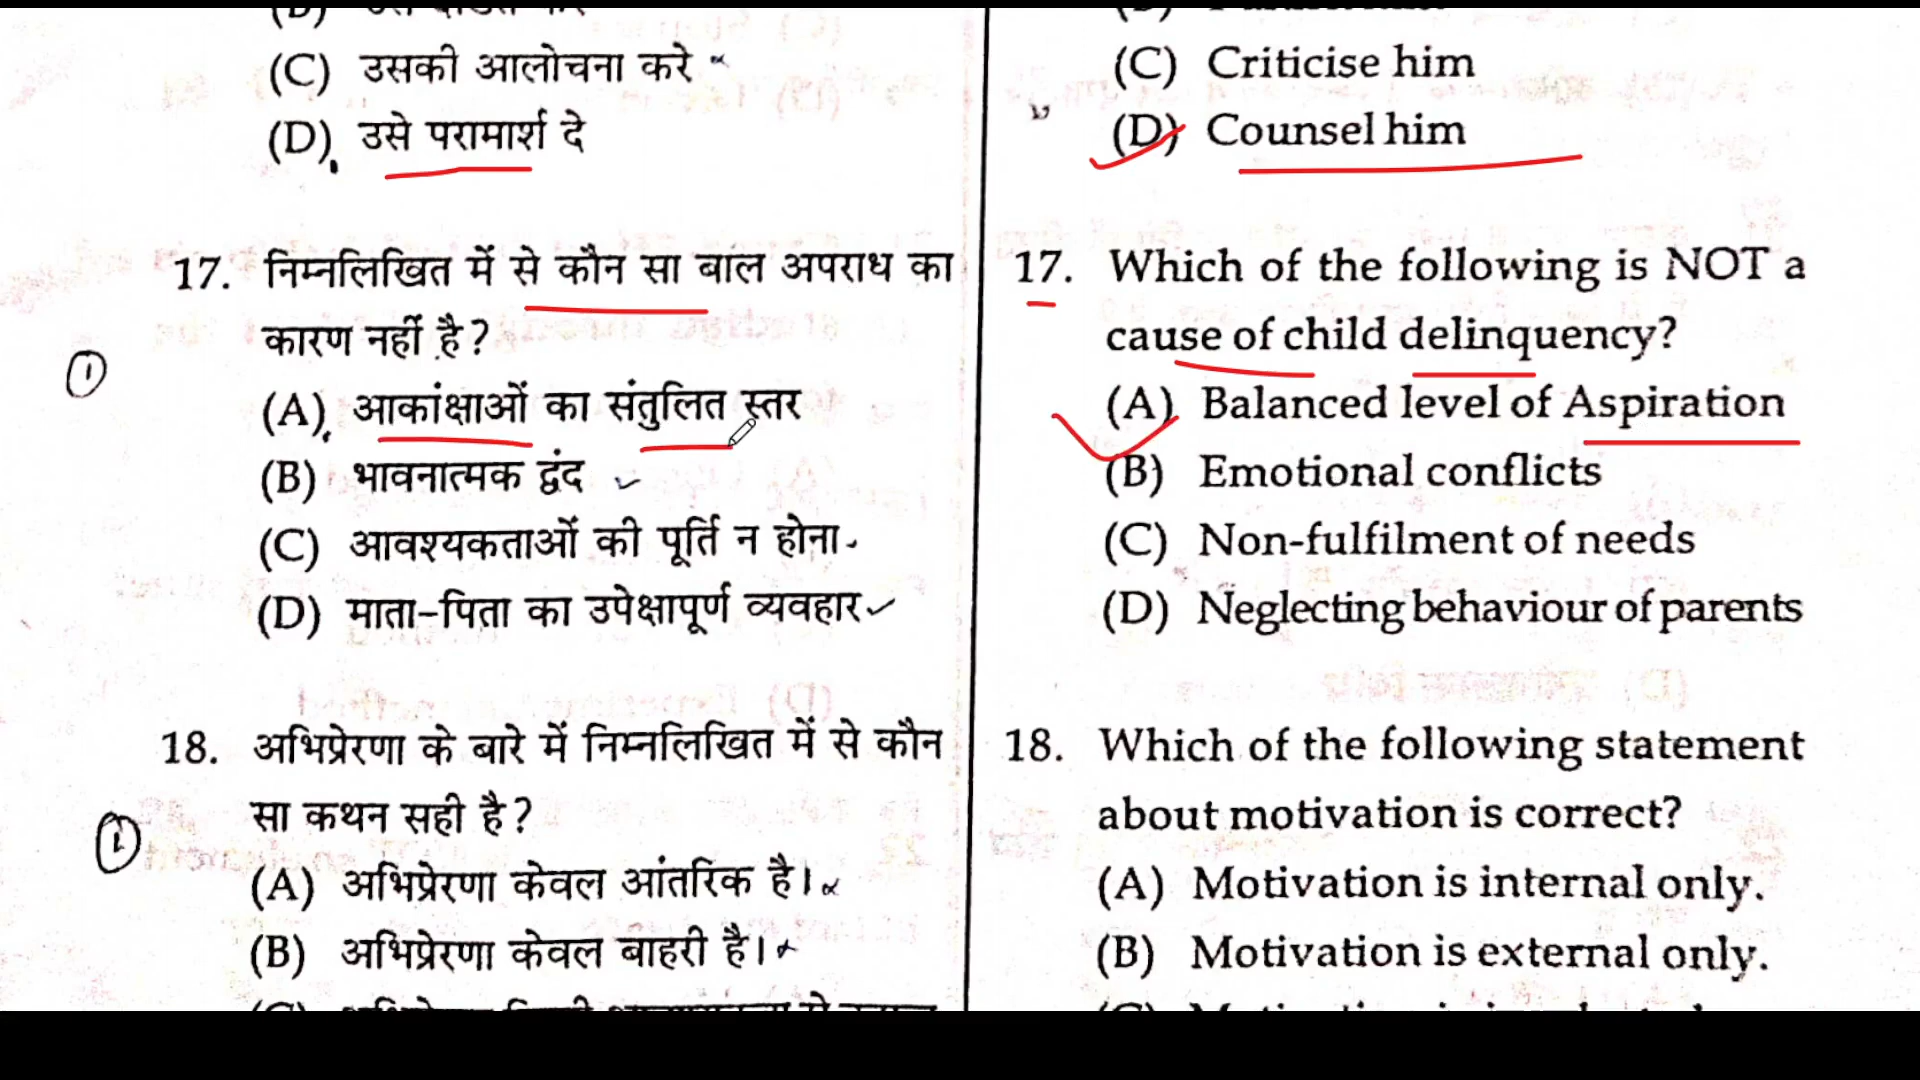 (C) उसकी आलोचना करे
(D) उसे परामार्श दे
17. निम्नलिखित में से कौन सा बाल अपराध का
कारण नहीं है?
(A) आकांक्षाओं का संतुलित स्तर
(B) भावनात्मक द्वंद
(C) आवश्यकताओं की पूर्ति न होना
(D) माता-पिता का उपेक्षापूर्ण व्यवहार
18. अभिप्रेरणा के बारे में निम्नलिखित में से कौन
सा कथन सही है?
(A) अभिप्रेरणा केवल आंतरिक है।
(B) अभिप्रेरणा केवल बाहरी है।
(C) Criticise him
(D) Counsel him
17. Which of the following is NOT a
cause of child delinquency?
(A) Balanced level of Aspiration
(B) Emotional conflicts
(C) Non-fulfilment of needs
(D) Neglecting behaviour of parents
18. Which of the following statement
about motivation is correct?
(A) Motivation is internal only.
(B) Motivation is external only.